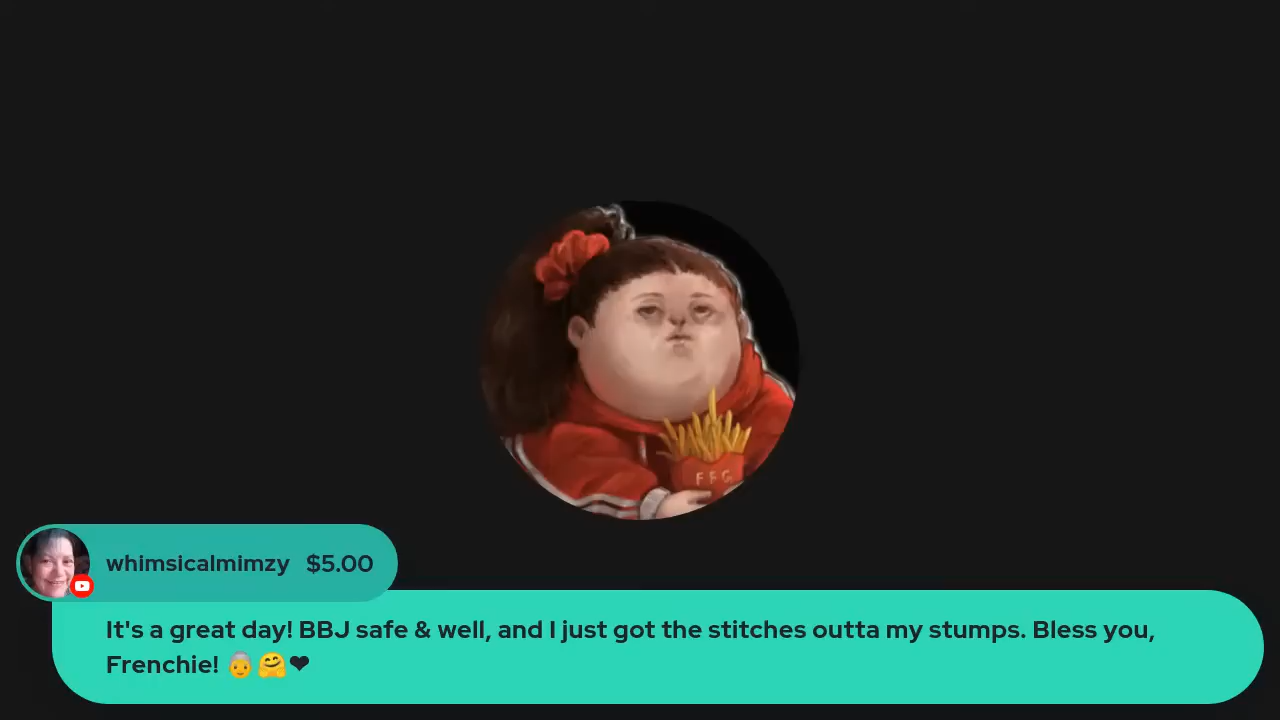 FFG
whimsicalmimzy $5.00
It's a great day! BBJ safe & well, and I just got the stitches outta my stumps. Bless you,
Frenchie! 👵🤗❤